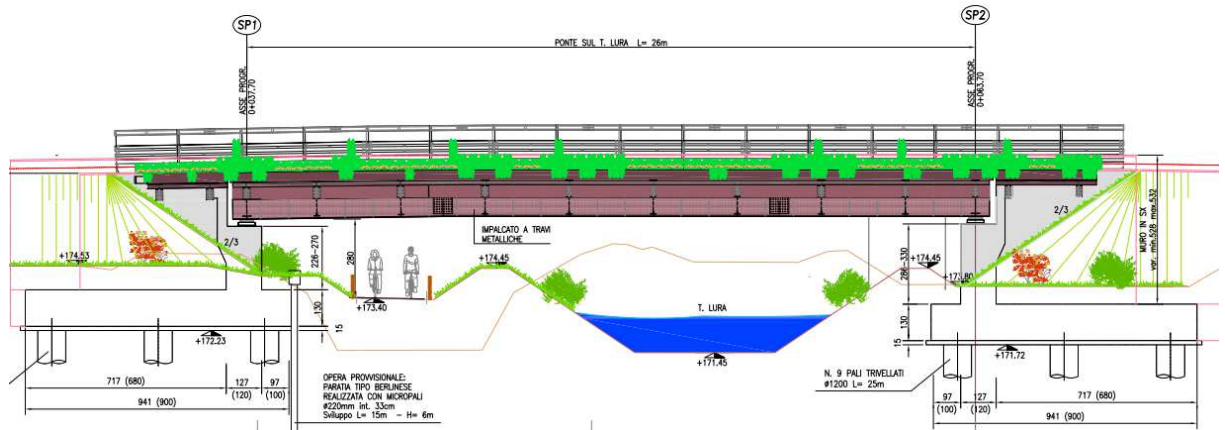 SP1
SP2
PONTE SUL T. LURA L= 26m
ASSE PROGR.
0+037.70
ASSE PROGR.
0+063.70
2/3
2/3
IMPALCATO A TRAVI
METALLICHE
MURO IN SX
var. min.528 max.532
+174.53
226-270
280
+174.45
+174.45
286-330
+173.40
T. LURA
130
15
130
15
+172.23
+171.45
+171.72
717 (680)
127
(120)
97
(100)
941 (900)
OPERA PROVVISIONALE:
PARATIA TIPO BERLINESE
REALIZZATA CON MICROPALI
ø220mm int. 33cm
Sviluppo L= 15m - H= 6m
N. 9 PALI TRIVELLATI
ø1200 L= 25m
97
(100)
127
(120)
717 (680)
941 (900)